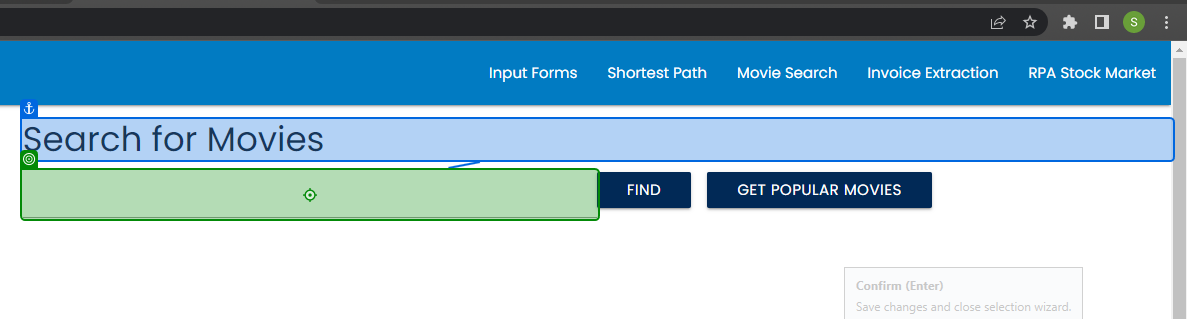 S
Input Forms Shortest Path Movie Search Invoice Extraction RPA Stock Market
Search for Movies
FIND GET POPULAR MOVIES
Confirm (Enter)
Save changes and close selection wizard.